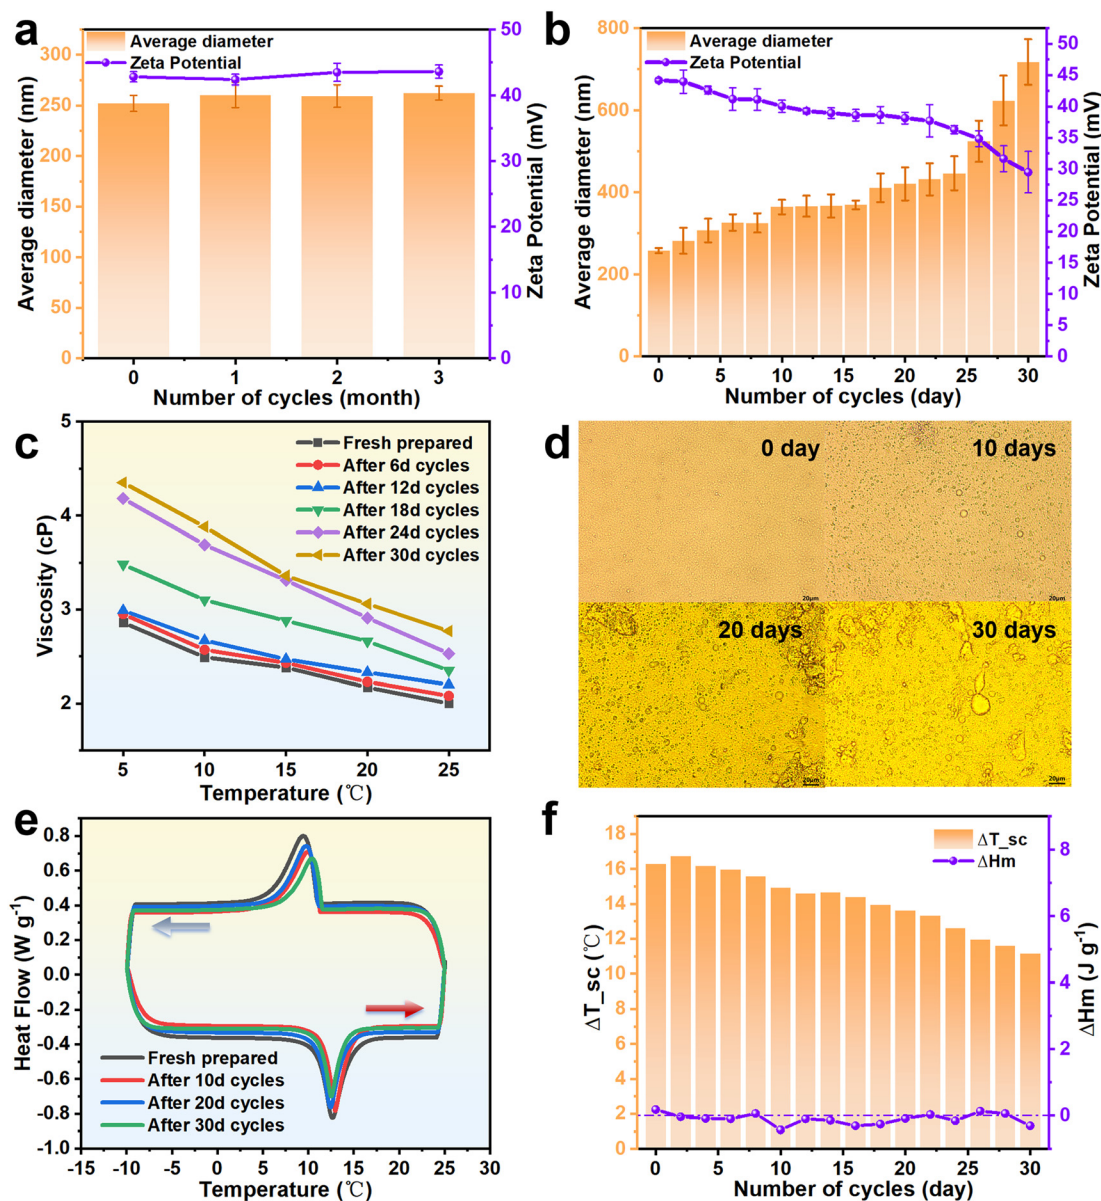 a
Average diameter
Zeta Potential
300
250
200
150
100
50
0
Average diameter (nm)
50
45
40
35
30
25
20
15
10
5
0
Zeta Potential (mV)
0 1 2 3
Number of cycles (month)
b
Average diameter
Zeta Potential
800
600
400
200
0
Average diameter (nm)
50
45
40
35
30
25
20
15
10
5
0
Zeta Potential (mV)
0 5 10 15 20 25 30
Number of cycles (day)
c
Fresh prepared
After 6d cycles
After 12d cycles
After 18d cycles
After 24d cycles
After 30d cycles
5
4
3
2
Viscosity (cP)
5 10 15 20 25
Temperature (℃)
d
0 day
10 days
20μm
20μm
20 days
30 days
20μm
20μm
e
0.8
0.6
0.4
0.2
0.0
-0.2
-0.4
-0.6
-0.8
-1.0
Heat Flow (W g-1)
Fresh prepared
After 10d cycles
After 20d cycles
After 30d cycles
-15 -10 -5 0 5 10 15 20 25 30
Temperature (℃)
f
ΔT_sc
ΔHm
18
16
14
12
10
8
6
4
2
0
ΔT_sc (℃)
8
6
4
2
0
ΔHm (J g-1)
0 5 10 15 20 25 30
Number of cycles (day)